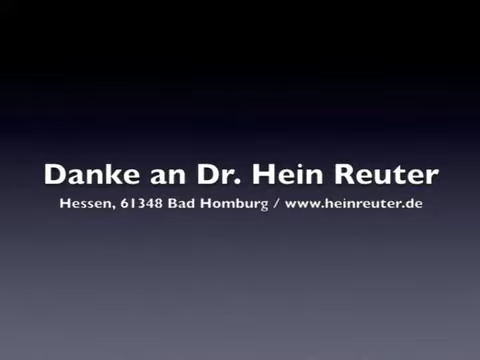 Danke an Dr. Hein Reuter
Hessen, 61348 Bad Homburg / www.heinreuter.de